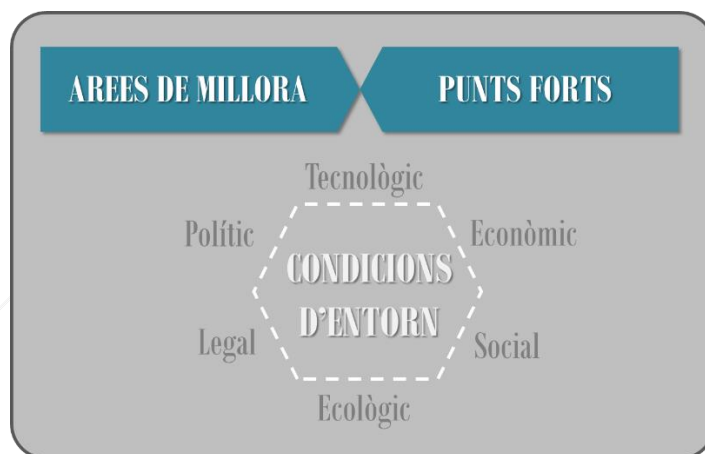 AREES DE MILLORA
PUNTS FORTS
Tecnològic
Polític
Econòmic
CONDICIONS
D'ENTORN
Legal
Social
Ecològic